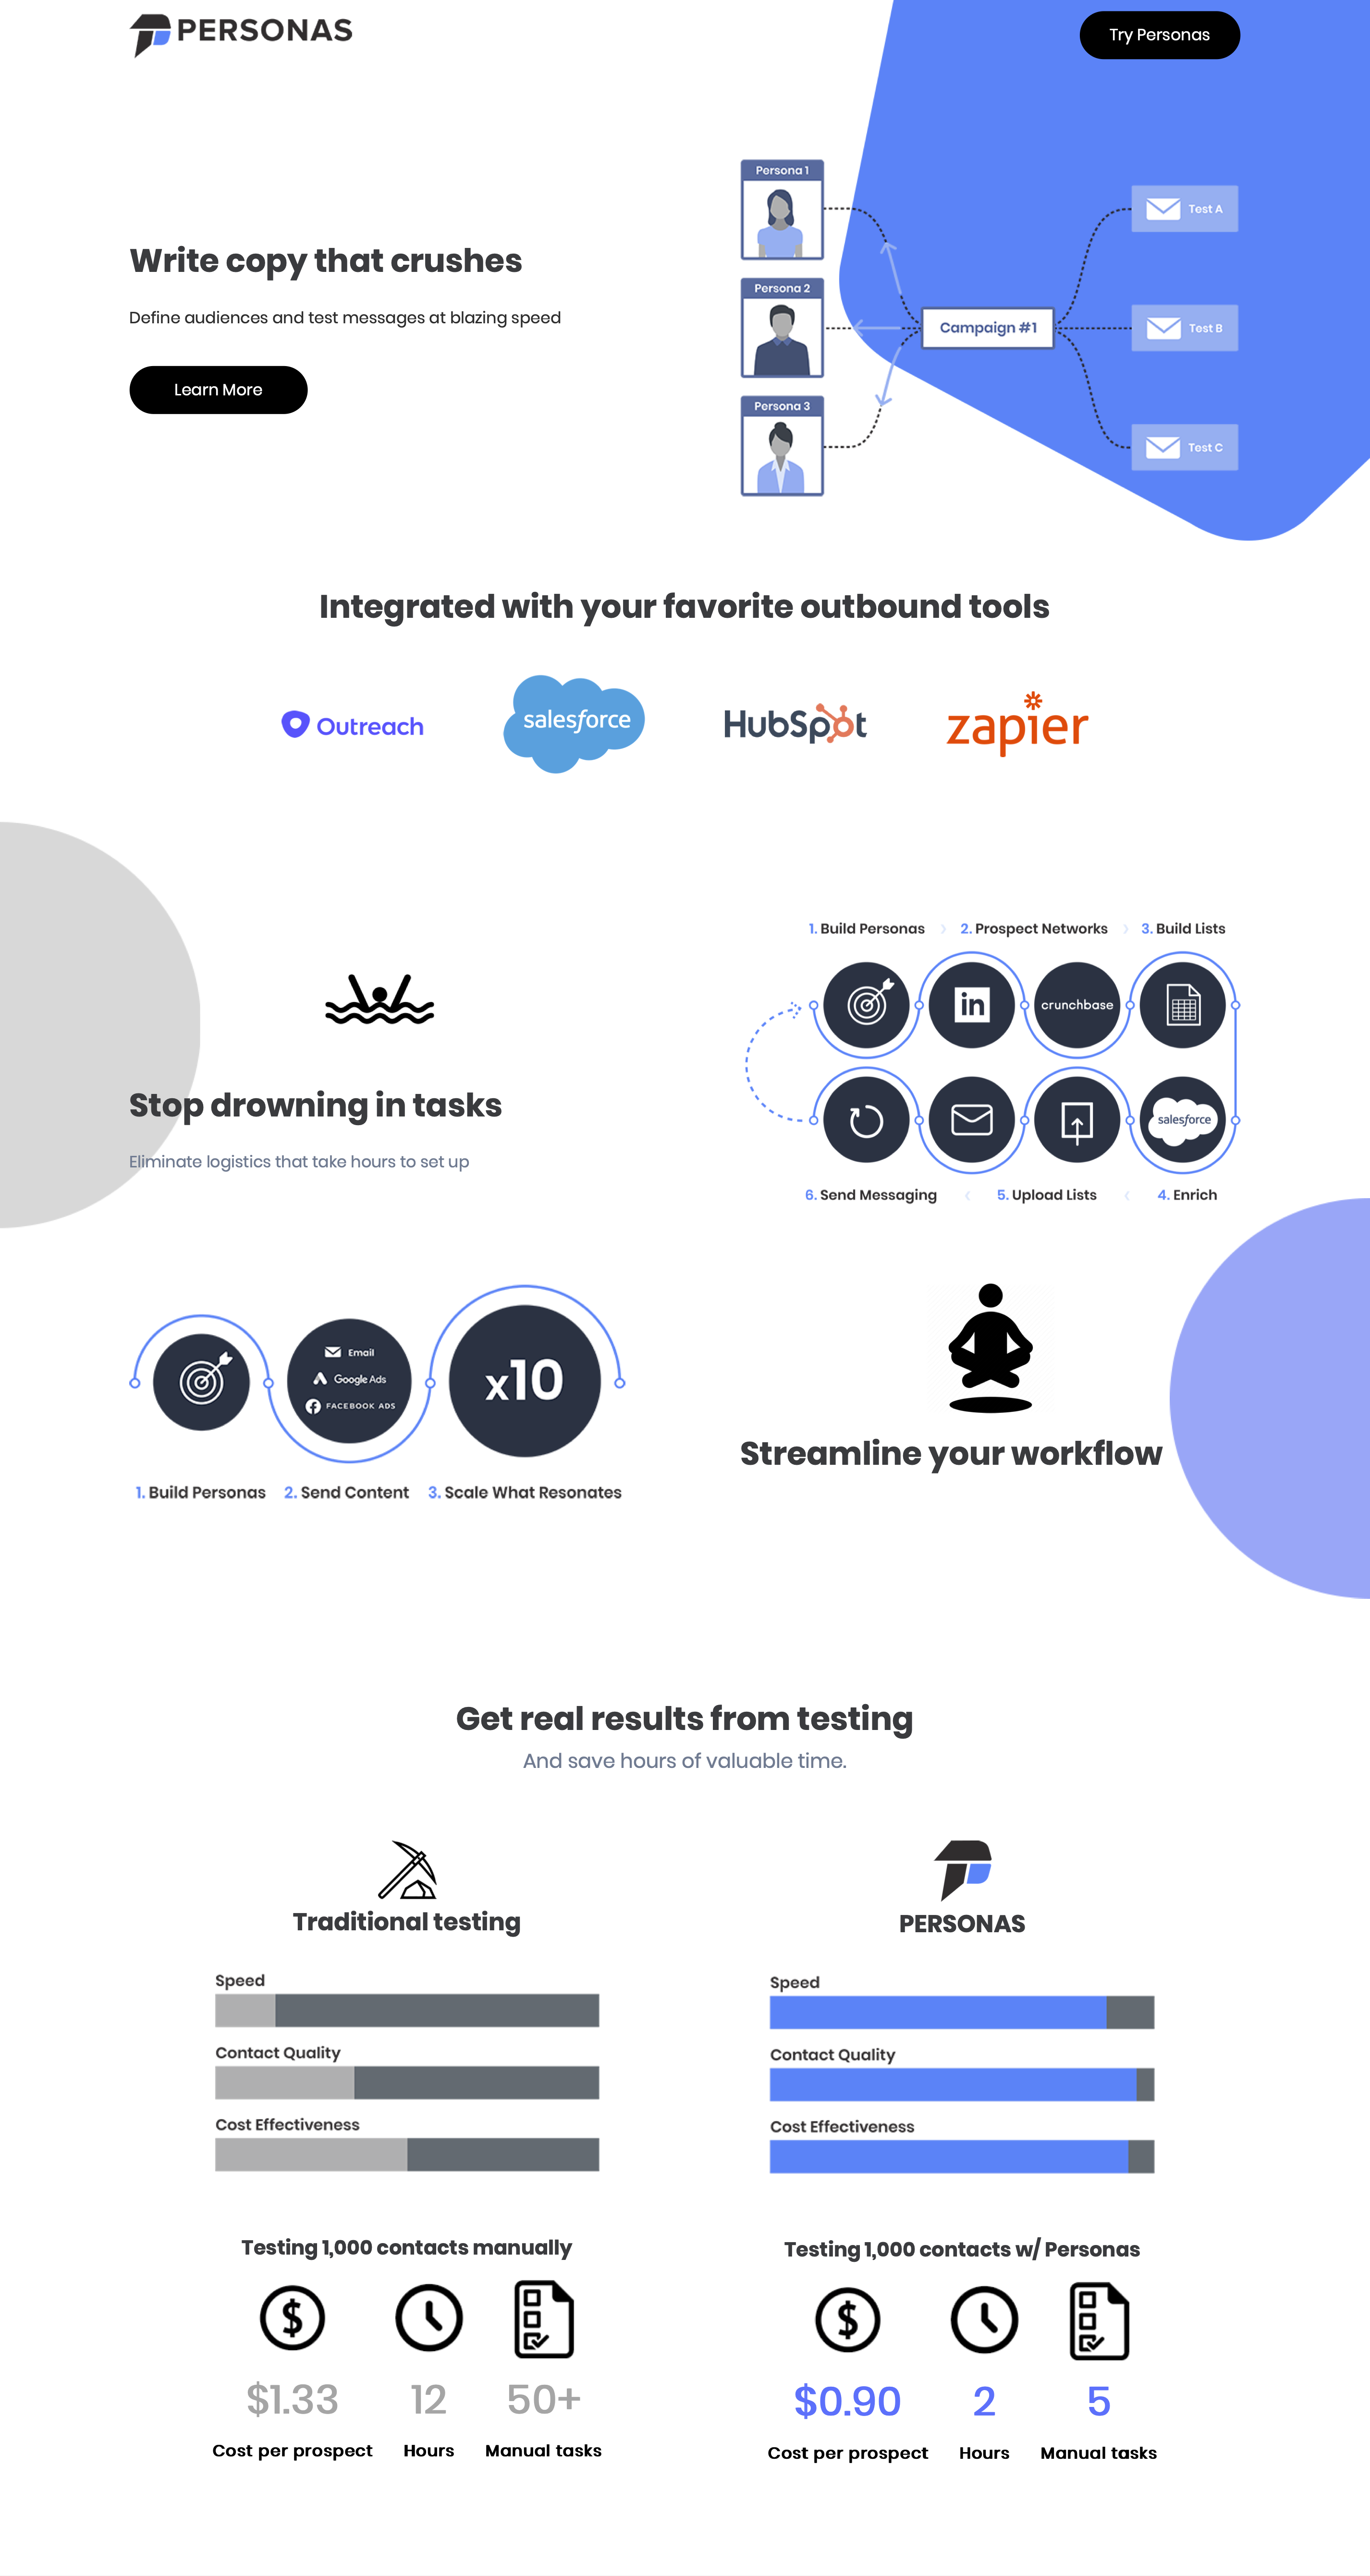 PERSONAS
Try Personas
Persona 1
Test A
Write copy that crushes
Define audiences and test messages at blazing speed
Learn More
Persona 2
Campaign #1
Test B
Persona 3
Test C
Integrated with your favorite outbound tools
Outreach
salesforce
HubSpot
zapier
1. Build Personas
2. Prospect Networks
3. Build Lists
in
crunchbase
salesforce
6. Send Messaging
5. Upload Lists
4. Enrich
Stop drowning in tasks
Eliminate logistics that take hours to set up
Email
Google Ads
FACEBOOK ADS
x10
1. Build Personas
2. Send Content
3. Scale What Resonates
Streamline your workflow
Get real results from testing
And save hours of valuable time.
Traditional testing
Speed
Contact Quality
Cost Effectiveness
Testing 1,000 contacts manually
$
$1.33
12
50+
Cost per prospect
Hours
Manual tasks
PERSONAS
Speed
Contact Quality
Cost Effectiveness
Testing 1,000 contacts w/ Personas
$
$0.90
2
5
Cost per prospect
Hours
Manual tasks